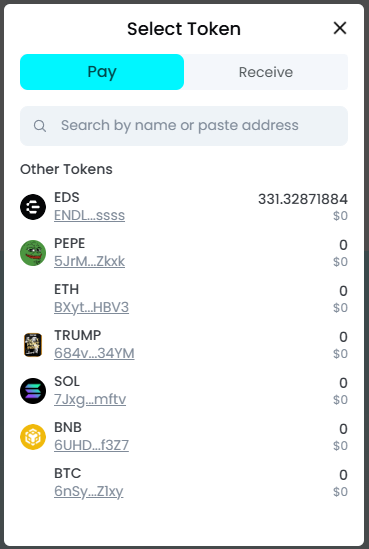 Select Token
Pay
Receive
Search by name or paste address
Other Tokens
EDS
331.32871884
ENDL...ssss
$0
PEPE
0
5JrM...Zkxk
$0
ETH
0
BXyt...HBV3
$0
TRUMP
0
684v...34YM
$0
SOL
0
7Jxg...mftv
$0
BNB
0
6UHD...f3Z7
$0
BTC
0
6nSy...Z1xy
$0